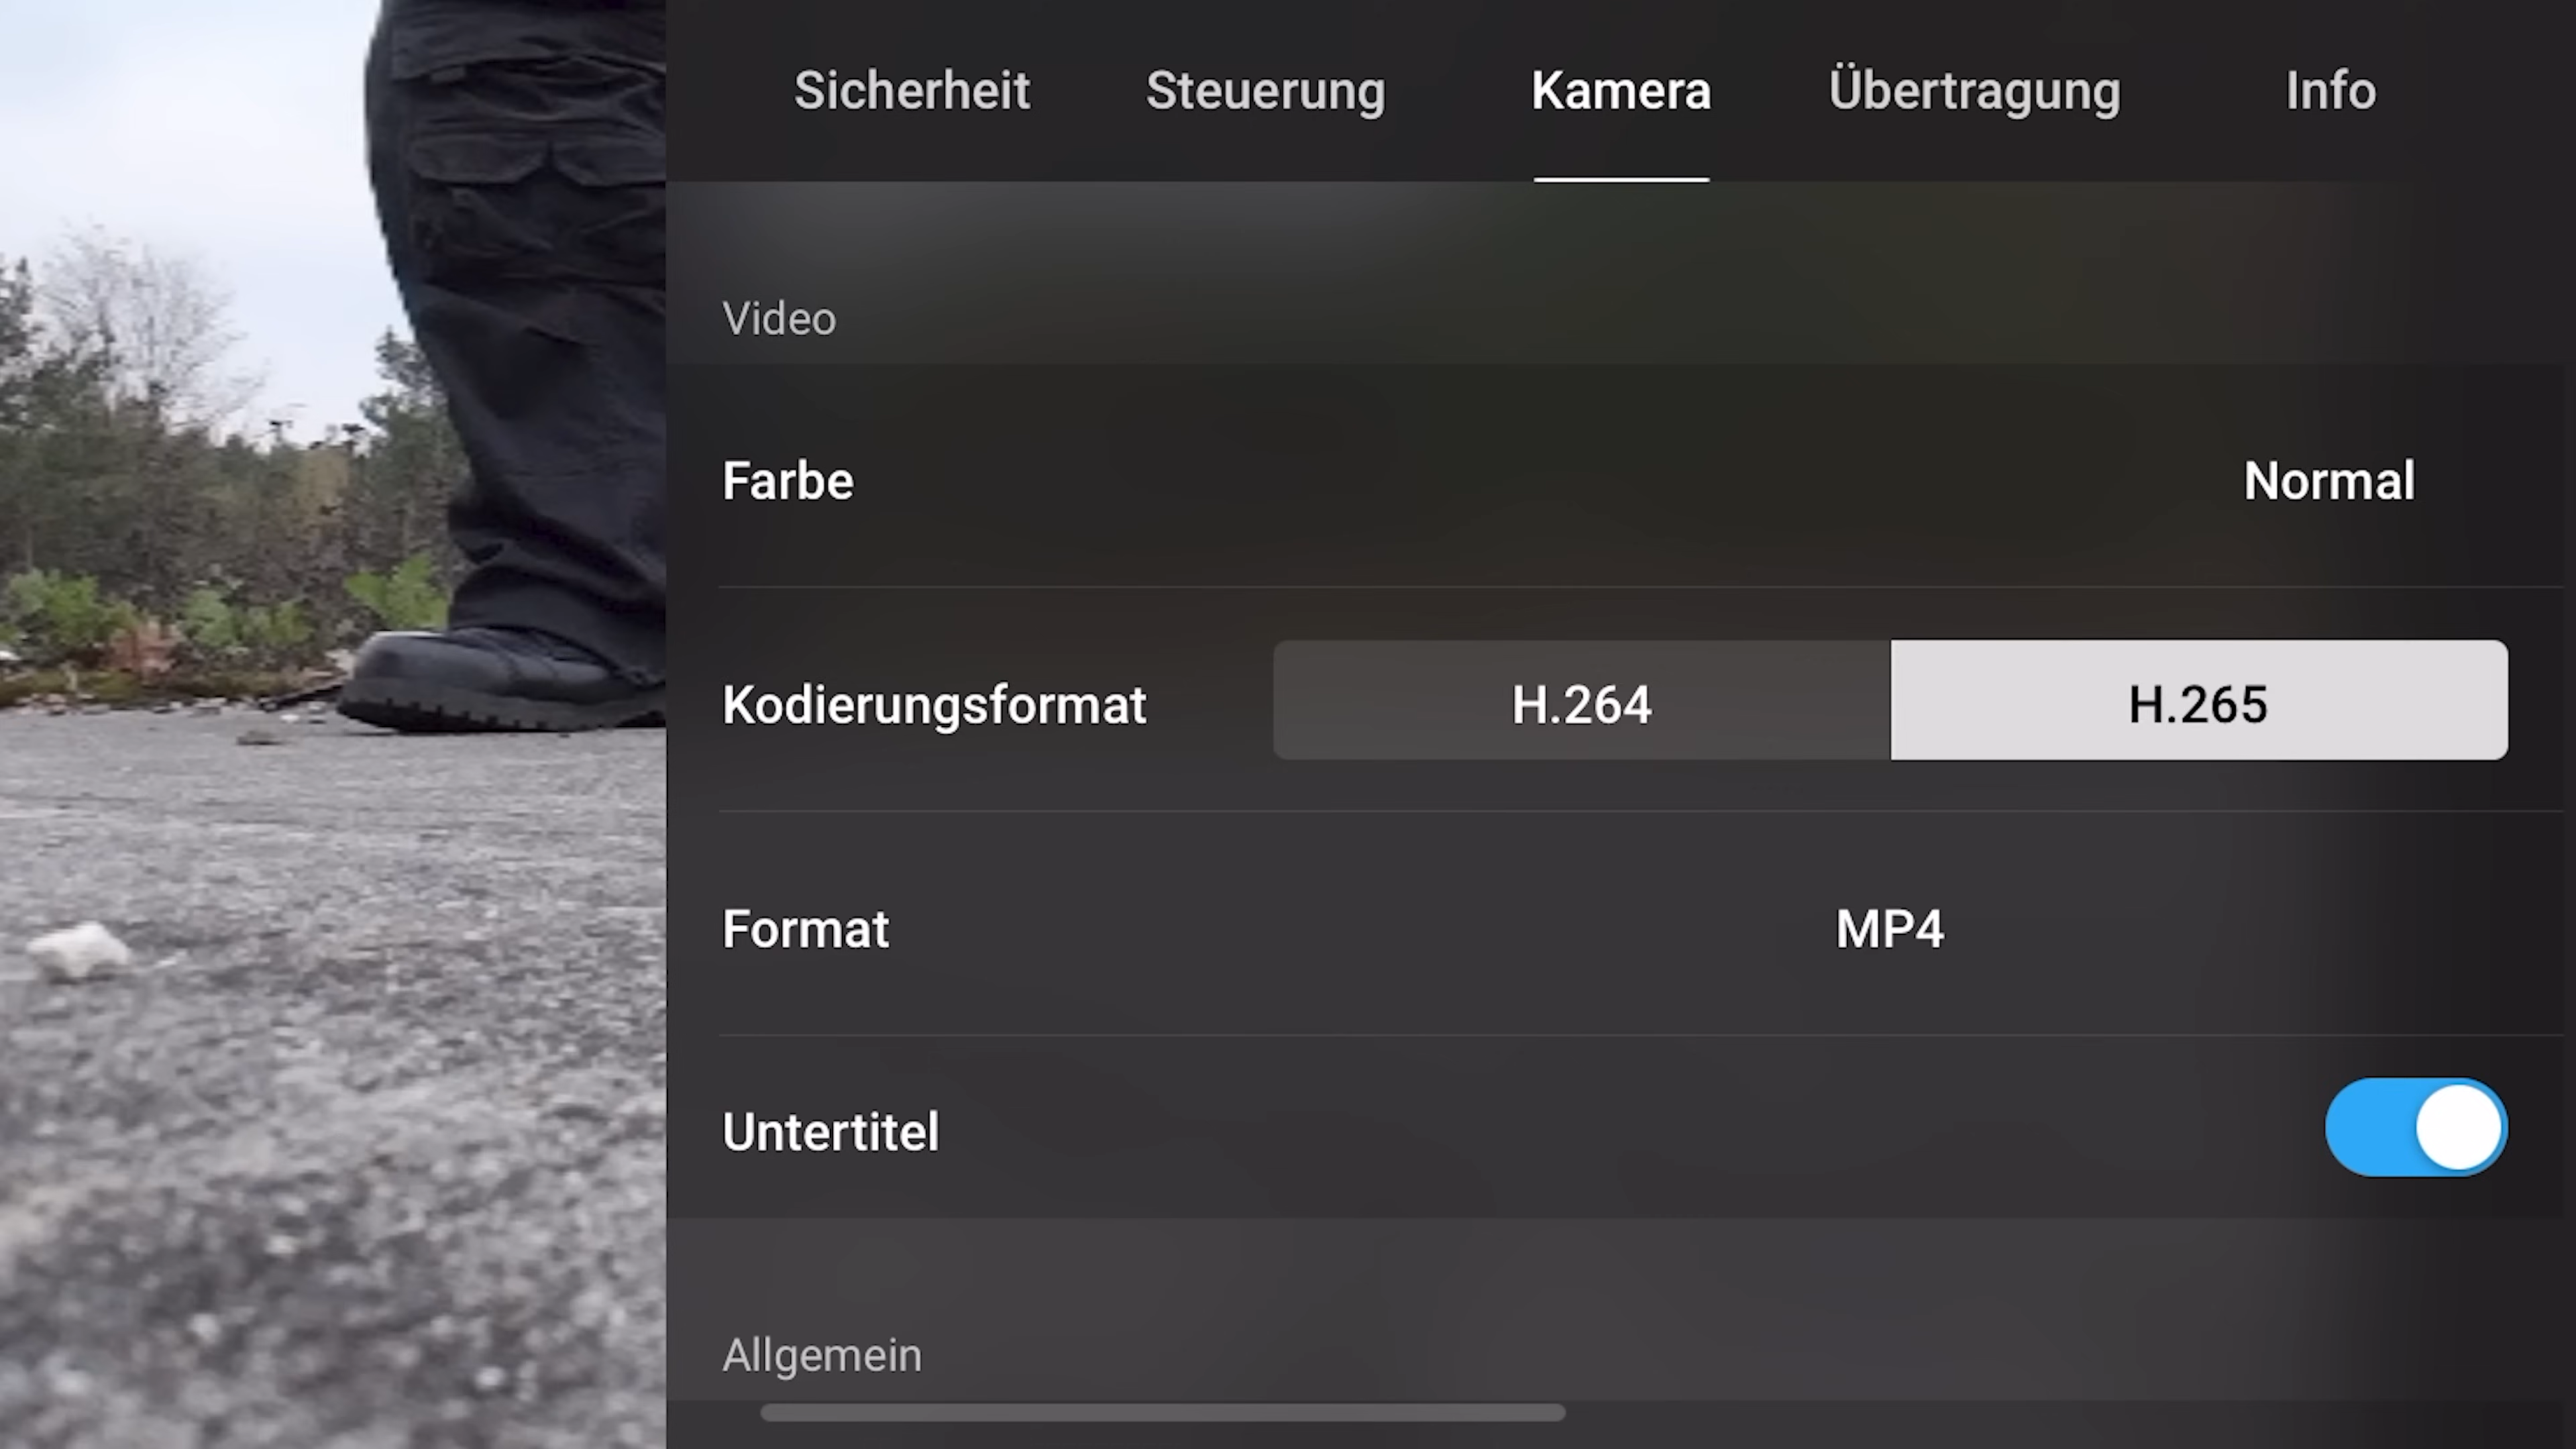 Sicherheit Steuerung Kamera Übertragung Info
Video
Farbe Normal
Kodierungsformat H.264 H.265
Format MP4
Untertitel
Allgemein